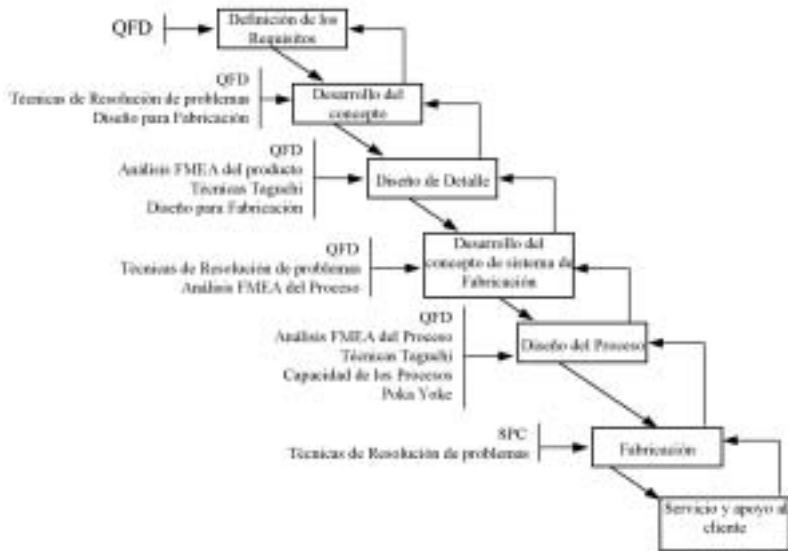 QFD
Definición de los
Requisitos
QFD
Técnicas de Resolución de problemas
Diseño para Fabricación
Desarrollo del
concepto
QFD
Análisis FMEA del producto
Técnicas Taguchi
Diseño para Fabricación
Diseño de Detalle
QFD
Técnicas de Resolución de problemas
Análisis FMEA del Proceso
Desarrollo del
concepto de sistema de
Fabricación
QFD
Análisis FMEA del Proceso
Técnicas Taguchi
Capacidad de los Procesos
Poka Yoke
Diseño del Proceso
SPC
Técnicas de Resolución de problemas
Fabricación
Servicio y apoyo al
cliente